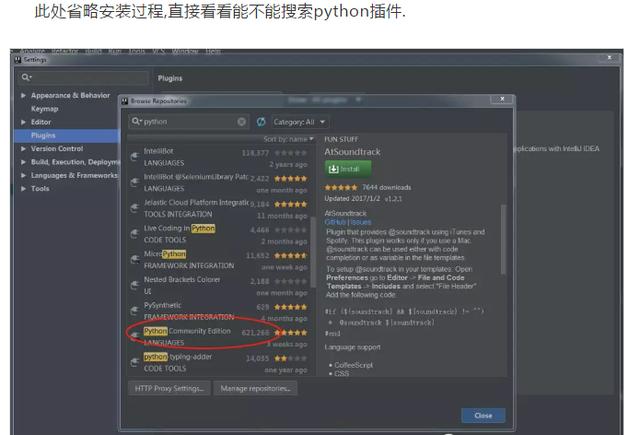 此处省略安装过程,直接看看能不能搜索python插件.
Analyze Refactor Build Run Tools VCS Window Help
Settings
Plugins
Appearance & Behavior
Keymap
Editor
Plugins
Version Control
Build, Execution, Deployme
Languages & Frameworks
Tools
Browse Repositories
python
Category: All
Sort by: name
IntelliBot 118,377
LANGUAGES 2 years ago
IntelliBot @SeleniumLibrary Patc 2,422
LANGUAGES one month ago
Jelastic Cloud Platform Integratic 9,184
TOOLS INTEGRATION 11 months ago
Live Coding in Python 4,466
CODE TOOLS 2 months ago
MicroPython 11,652
FRAMEWORK INTEGRATION one week ago
Nested Brackets Colorer 2,188
UI one month ago
PySynthetic 629
FRAMEWORK INTEGRATION 4 months ago
Python Community Edition 621,266
LANGUAGES 3 weeks ago
python-typing-adder 14,035
CODE TOOLS one year ago
HTTP Proxy Settings...
Manage repositories...
FUN STUFF
AtSoundtrack
Install
7644 downloads
Updated 2017/1/2 v1.2.1
AtSoundtrack
GitHub | Issues
Plugin that provides @soundtrack using iTunes and
Spotify. This plugin works only if you use a Mac.
@soundtrack can be used either with code
completion or as variable in the file templates.
To setup @soundtrack in your templates: Open
Preferences go to Editor -> File and Code
Templates -> Includes and select "File Header"
Add the following code:
#if (${soundtrack} && ${soundtrack} != "")
* @soundtrack ${soundtrack}
#end
Language support
• CoffeeScript
• CSS
Close
pplications with IntelliJ IDEA